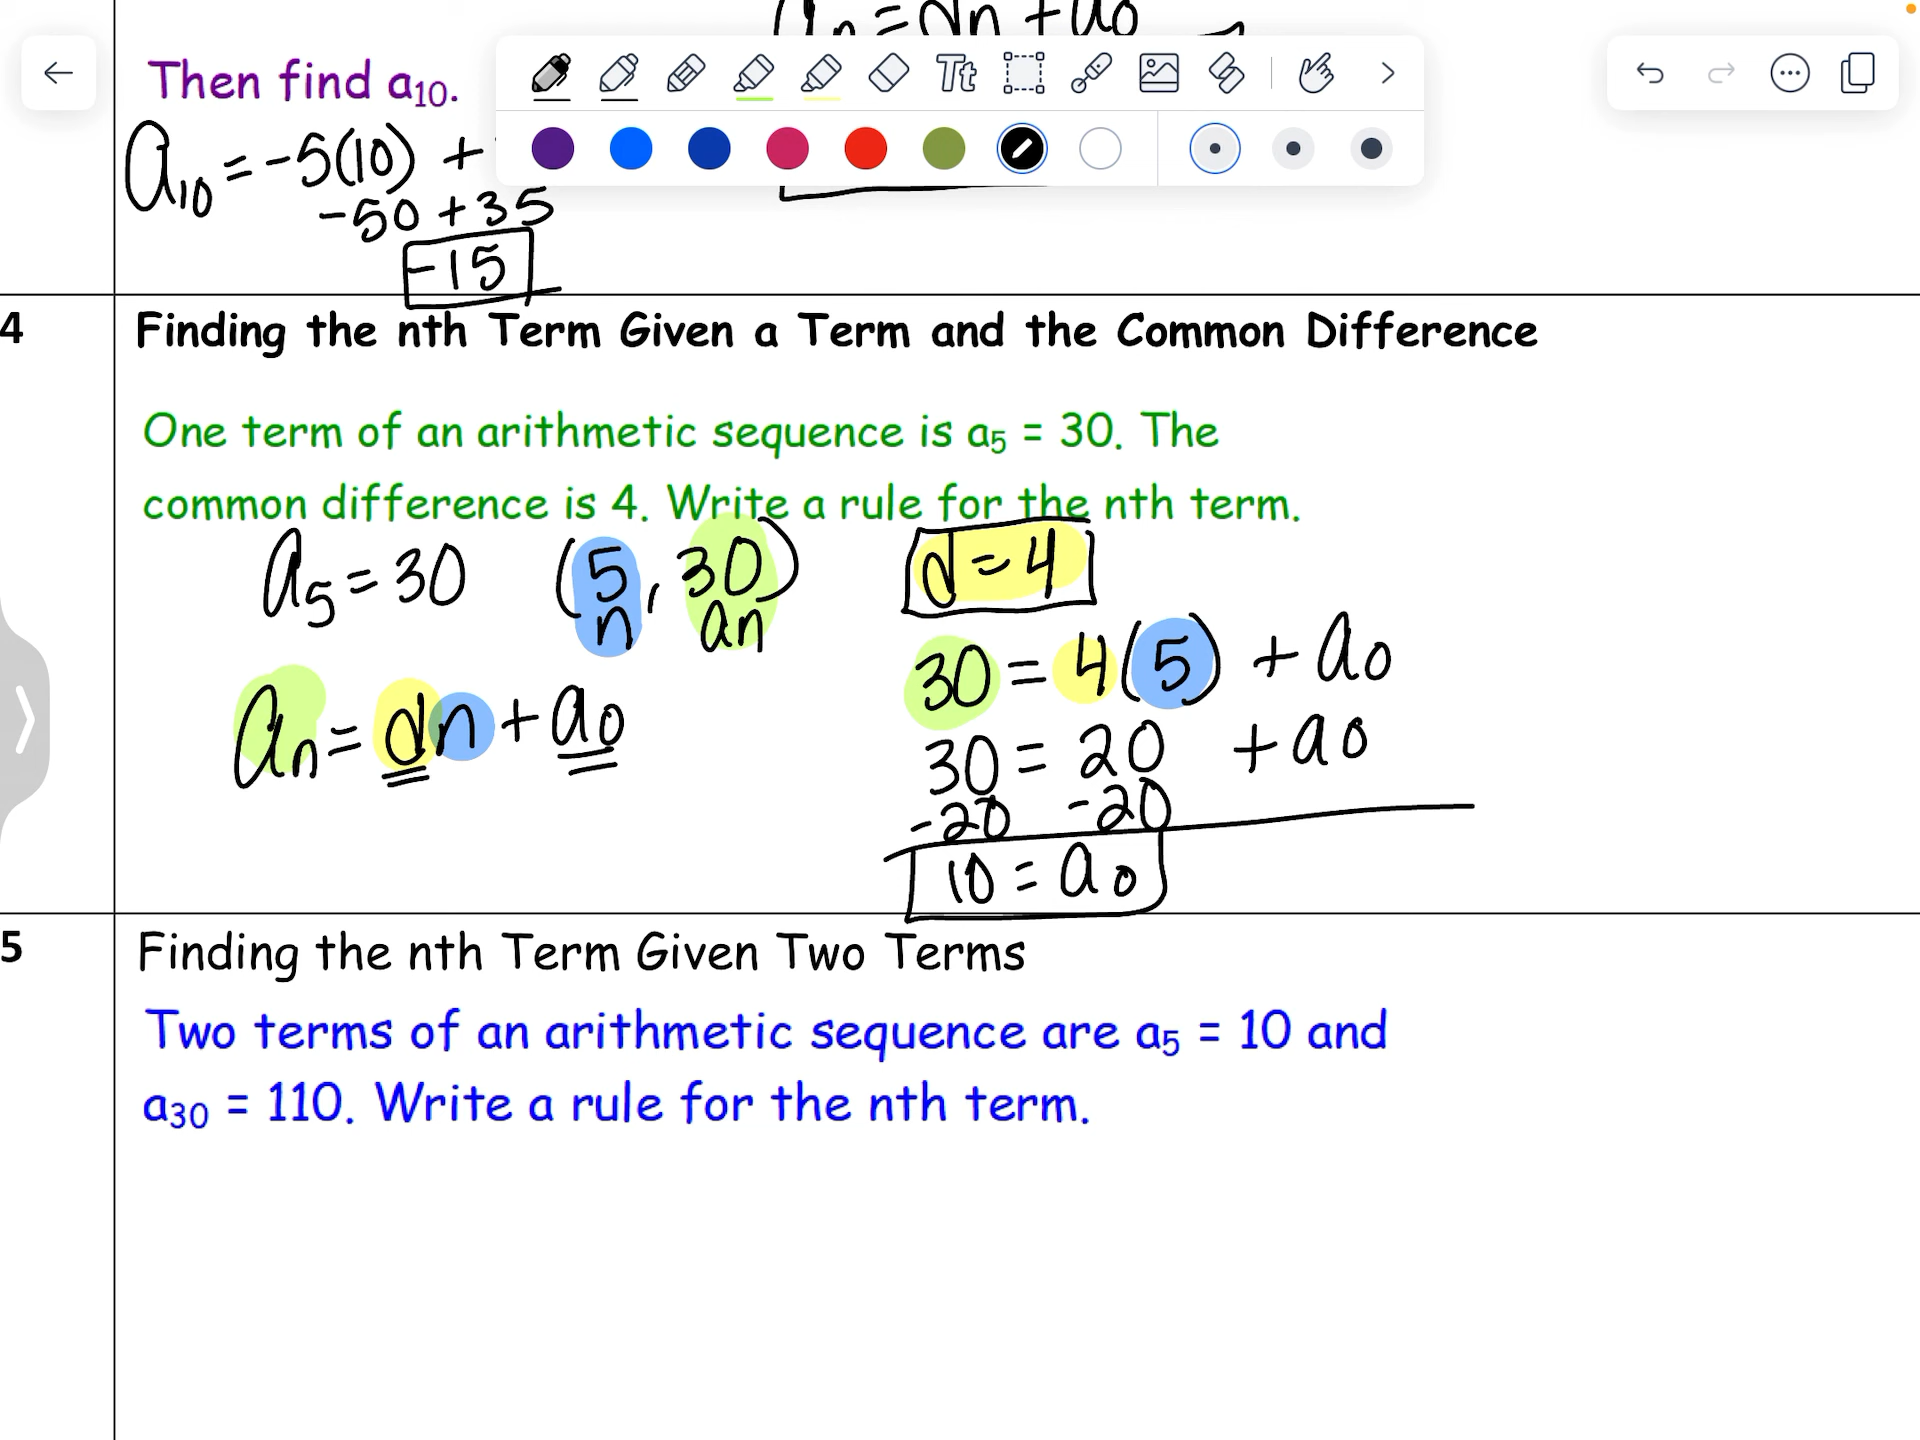 an = dn + a0
Then find a10.
a10 = -5(10) +
-50 + 35
-15
4
Finding the nth Term Given a Term and the Common Difference
One term of an arithmetic sequence is a5 = 30. The
common difference is 4. Write a rule for the nth term.
a5 = 30 (5, 30) d = 4
n an
30 = 4(5) + a0
an = dn + a0
30 = 20 + a0
-20 -20
10 = a0
5
Finding the nth Term Given Two Terms
Two terms of an arithmetic sequence are a5 = 10 and
a30 = 110. Write a rule for the nth term.
Tt